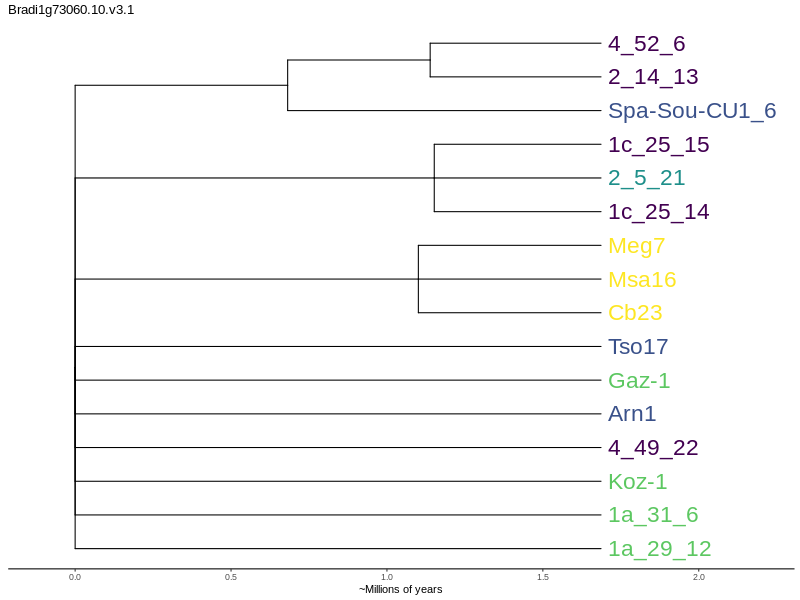 Bradi1g73060.10.v3.1
4_52_6
2_14_13
Spa-Sou-CU1_6
1c_25_15
2_5_21
1c_25_14
Meg7
Msa16
Cb23
Tso17
Gaz-1
Arn1
4_49_22
Koz-1
1a_31_6
1a_29_12
0.0 0.5 1.0 1.5 2.0
~Millions of years